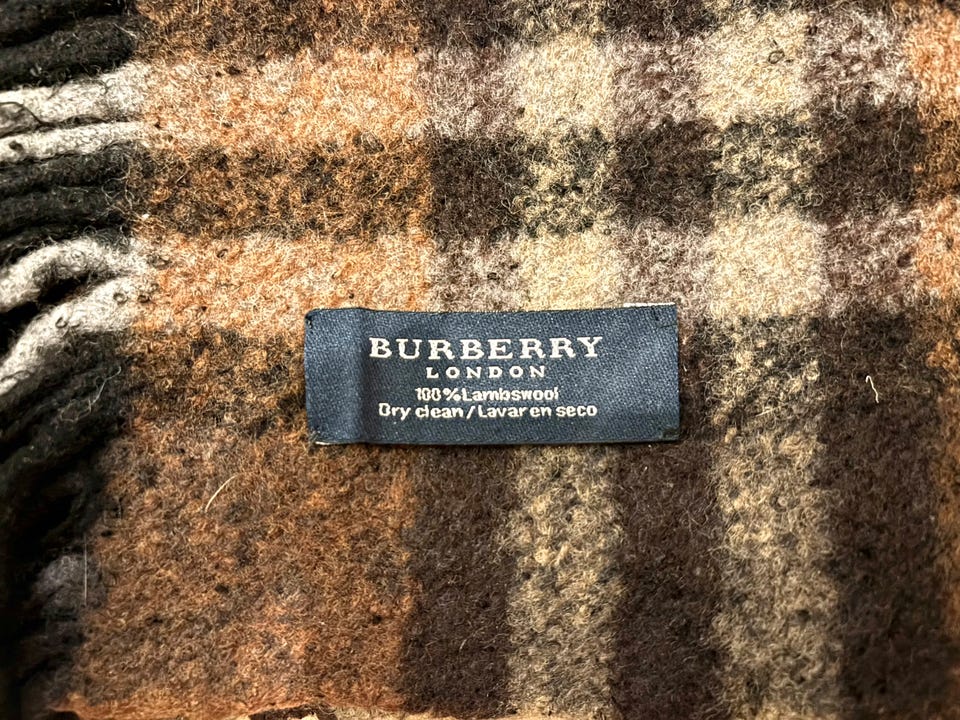 BURBERRY
LONDON
100%Lambswool
Dry clean/Lavar en seco